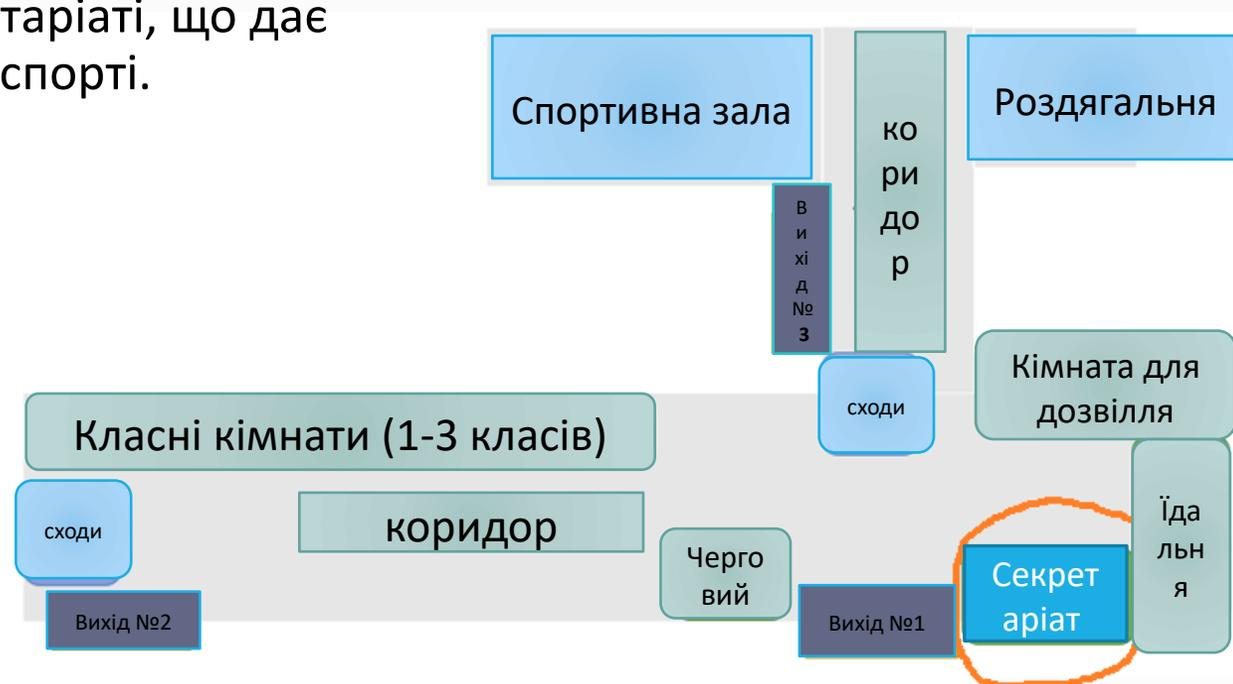 таріаті, що дає
спорті.
Спортивна зала
ко
ри
до
р
Роздягальня
В
и
хі
д
№
3
Кімната для
дозвілля
сходи
Класні кімнати (1-3 класів)
сходи
коридор
Черго
вий
Їда
льн
я
Секрет
аріат
Вихід №2
Вихід №1